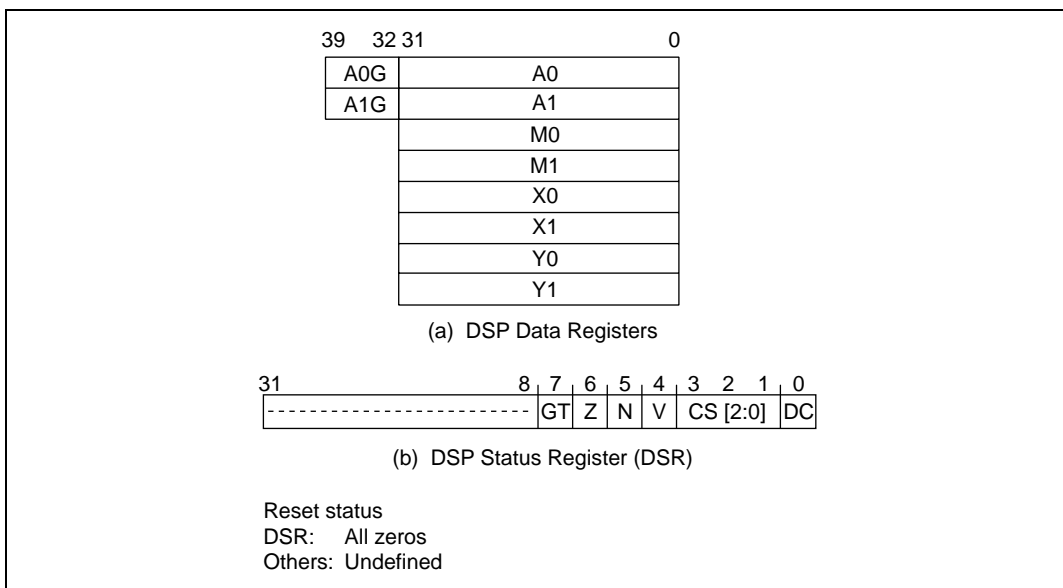 39 32 31 0
A0G A0
A1G A1
M0
M1
X0
X1
Y0
Y1
(a) DSP Data Registers
31 8 7 6 5 4 3 2 1 0
GT Z N V CS [2:0] DC
(b) DSP Status Register (DSR)
Reset status
DSR: All zeros
Others: Undefined